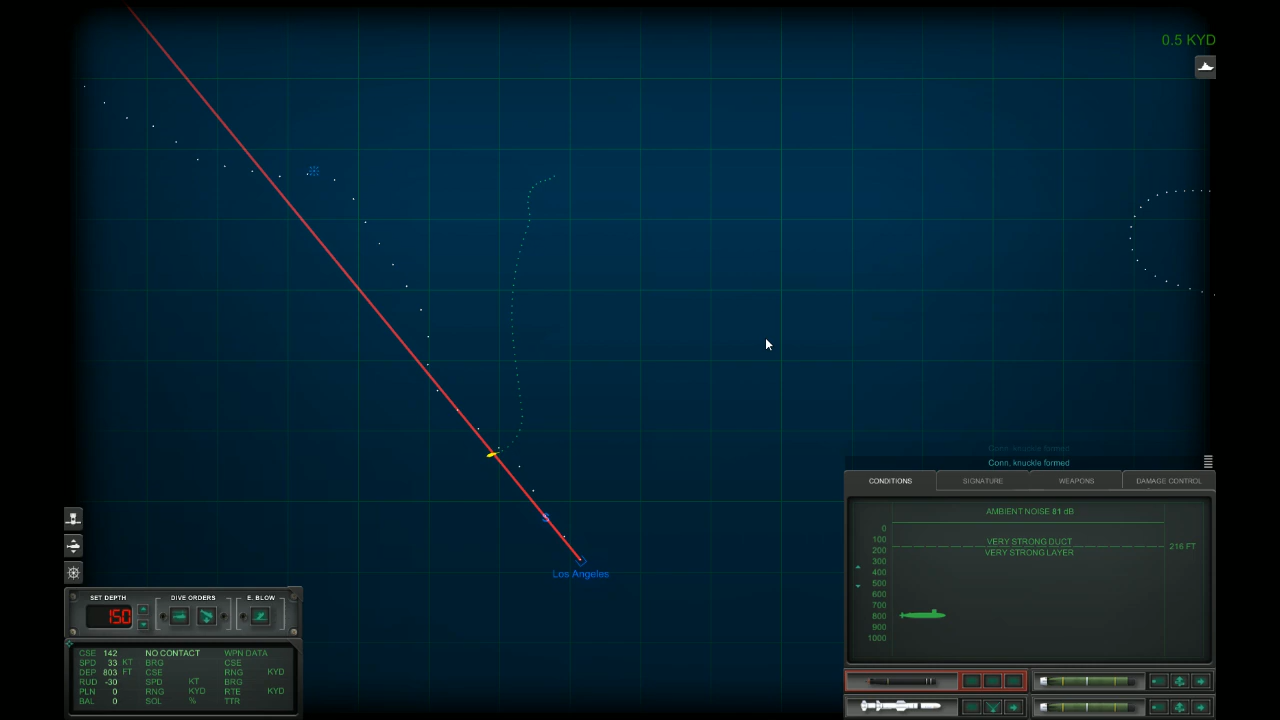 0.5 KYD
S
Los Angeles
Conn, knuckle formed
Conn, knuckle formed
CONDITIONS SIGNATURE WEAPONS DAMAGE CONTROL
AMBIENT NOISE 81 dB
0
100
200
300
400
500
600
700
800
900
1000
VERY STRONG DUCT
VERY STRONG LAYER
216 FT
SET DEPTH DIVE ORDERS E. BLOW
150
CSE 142 NO CONTACT WPN DATA
SPD 33 KT BRG CSE
DEP 803 FT CSE RNG KYD
RUD -30 SPD KT BRG
PLN 0 RNG KYD RTE KYD
BAL 0 SOL % TTR